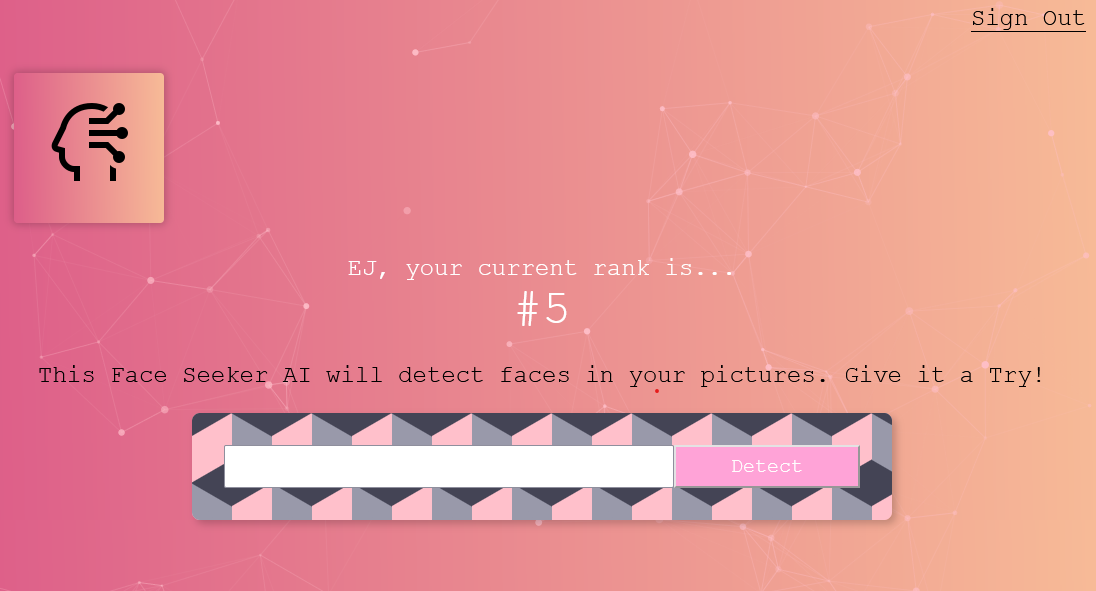 Sign Out
EJ, your current rank is...
#5
This Face Seeker AI will detect faces in your pictures. Give it a Try!
Detect